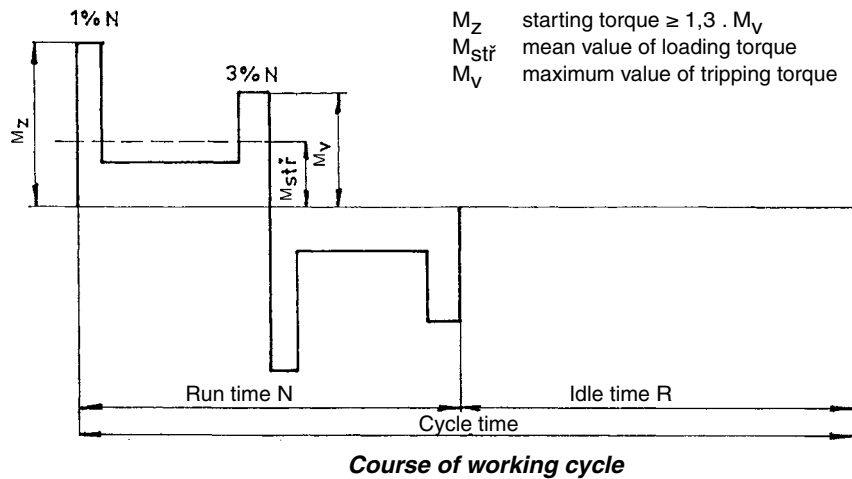 1% N
3% N
M_z starting torque ≥ 1,3 . M_v
M_stř mean value of loading torque
M_v maximum value of tripping torque
M_z
M_stř
M_v
Run time N
Idle time R
Cycle time
Course of working cycle